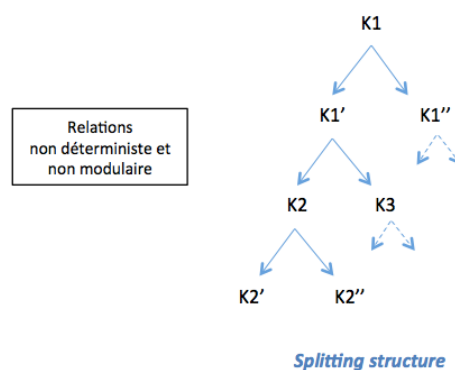 K1
K1’ K1’’
Relations
non déterministe et
non modulaire
K2 K3
K2’ K2’’
Splitting structure